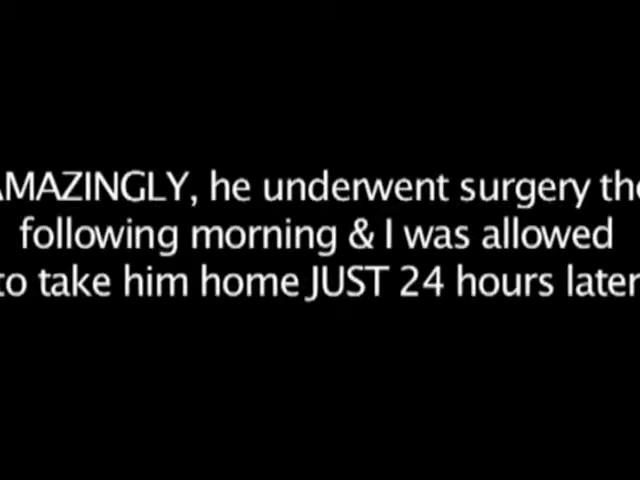 AMAZINGLY, he underwent surgery the
following morning & I was allowed
to take him home JUST 24 hours later